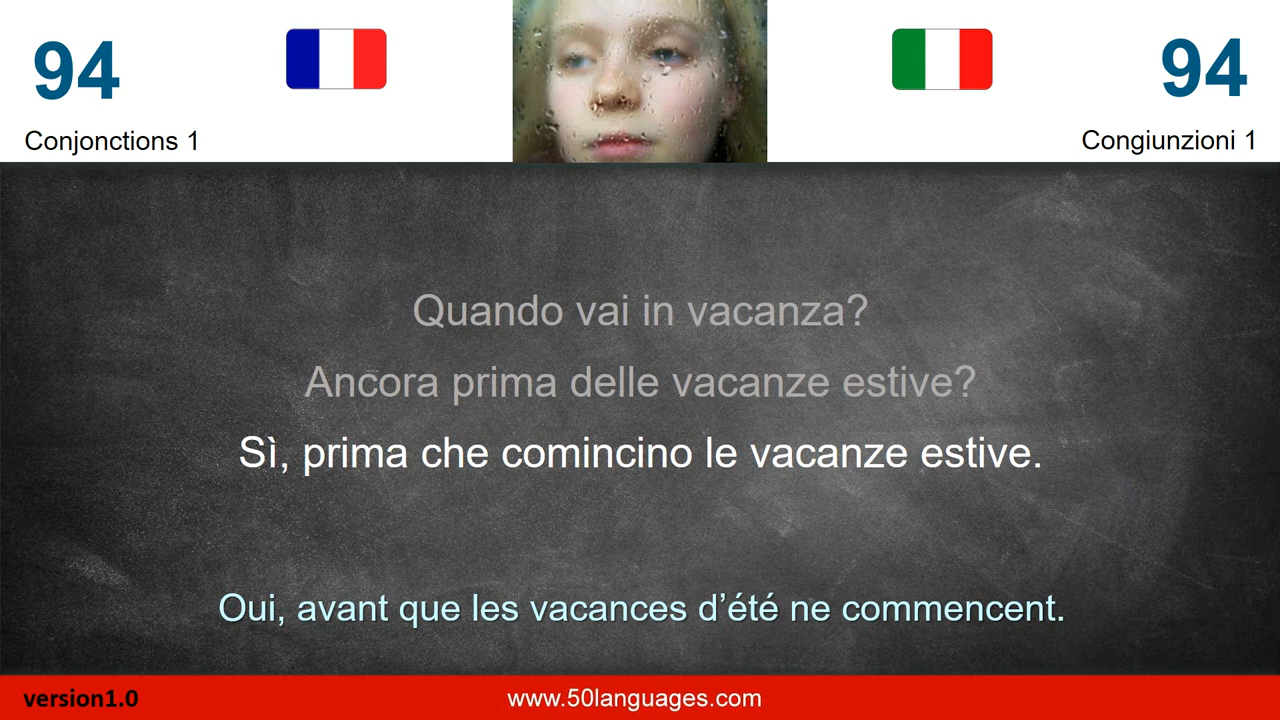 94
94
Conjonctions 1
Congiunzioni 1
Quando vai in vacanza?
Ancora prima delle vacanze estive?
Sì, prima che comincino le vacanze estive.
Oui, avant que les vacances d’été ne commencent.
version1.0
www.50languages.com